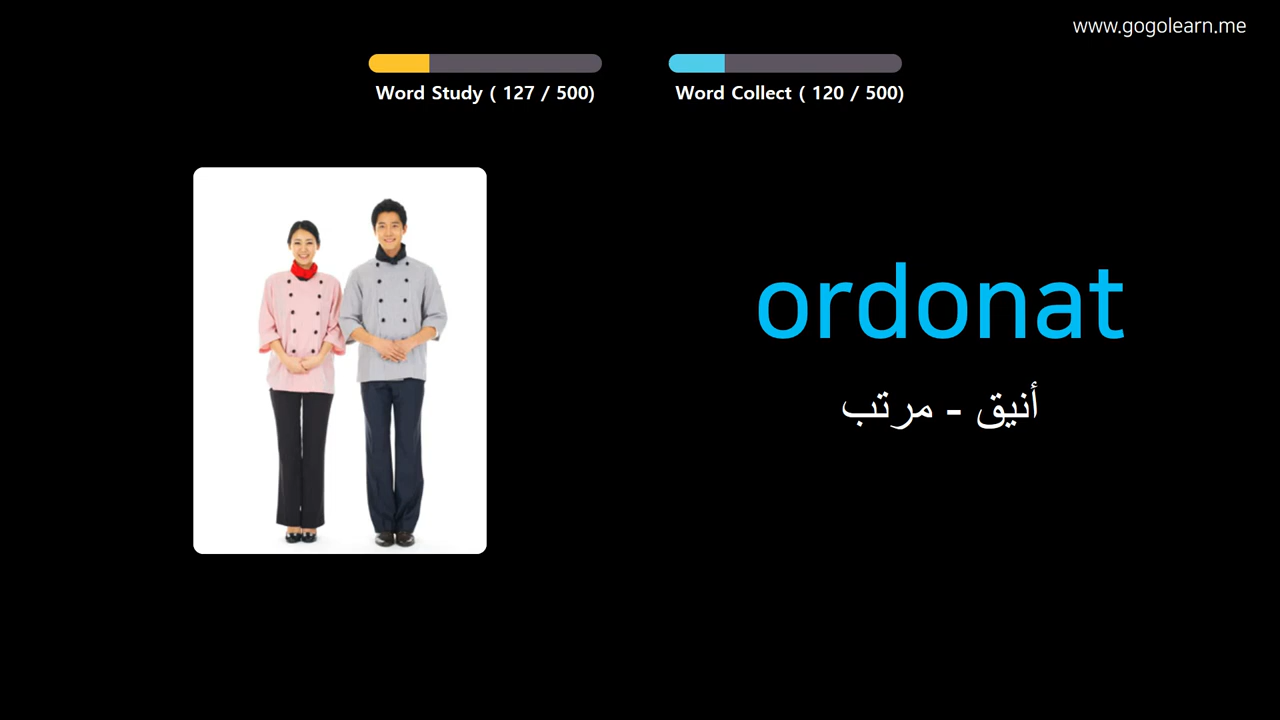 www.gogolearn.me
Word Study ( 127 / 500)
Word Collect ( 120 / 500)
ordonat
أنيق - مرتب